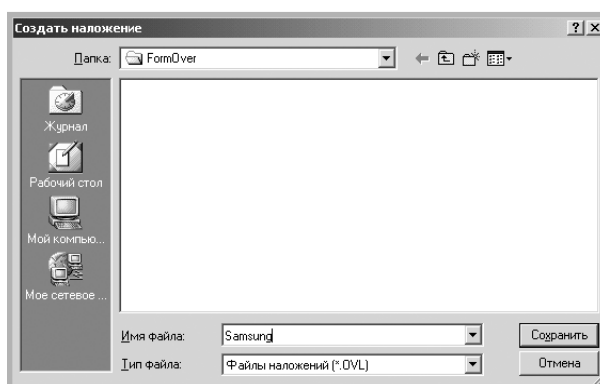 Создать наложение
Папка: FormOver
Журнал
Рабочий стол
Мой компью...
Мое сетевое ...
Имя файла: Samsung
Сохранить
Тип файла: Файлы наложений (*.OVL)
Отмена